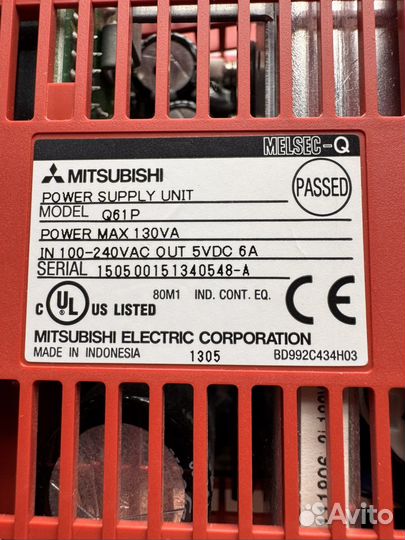 MELSEC-Q
MITSUBISHI
PASSED
POWER SUPPLY UNIT
MODEL Q61P
POWER MAX 130VA
IN 100-240VAC OUT 5VDC 6A
SERIAL 150500151340548-A
C UL US LISTED
80M1 IND. CONT. EQ.
CE
MITSUBISHI ELECTRIC CORPORATION
MADE IN INDONESIA 1305 BD992C434H03
Avito